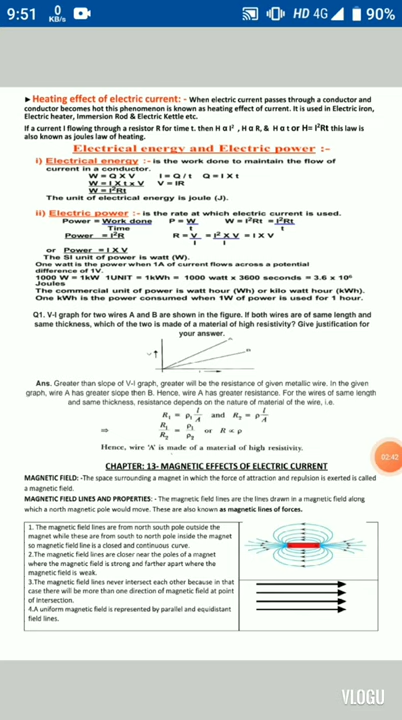 9:51 0 KB/s HD 4G 90%
►Heating effect of electric current: - When electric current passes through a conductor and
conductor becomes hot this phenomenon is known as heating effect of current. It is used in Electric iron,
Electric heater, Immersion Rod & Electric Kettle etc.
If a current I flowing through a resistor R for time t. then H α I² , H α R, & H α t or H= I²Rt this law is
also known as joules law of heating.
Electrical energy and Electric power :-
i) Electrical energy :- is the work done to maintain the flow of
current in a conductor.
W = Q X V I = Q / t Q = I X t
W = I X t x V V = IR
W = I²Rt
The unit of electrical energy is joule (J).
ii) Electric power :- is the rate at which electric current is used.
Power = Work done P = W W = I²Rt = I²Rt
Time t t
Power = I²R R = V = I² X V = I X V
I I
or Power = I X V
The SI unit of power is watt (W).
One watt is the power when 1A of current flows across a potential
difference of 1V.
1000 W = 1kW 1UNIT = 1kWh = 1000 watt x 3600 seconds = 3.6 x 10⁶
Joules
The commercial unit of power is watt hour (Wh) or kilo watt hour (kWh).
One kWh is the power consumed when 1W of power is used for 1 hour.
Q1. V-I graph for two wires A and B are shown in the figure. If both wires are of same length and
same thickness, which of the two is made of a material of high resistivity? Give justification for
your answer.
Ans. Greater than slope of V-I graph, greater will be the resistance of given metallic wire. In the given
graph, wire A has greater slope then B. Hence, wire A has greater resistance. For the wires of same length
and same thickness, resistance depends on the nature of material of the wire, i.e.
R₁ = ρ₁ l/A and R₂ = ρ l/A
⇒ R₁/R₂ = ρ₁/ρ₂ or R ∝ ρ
Hence, wire 'A' is made of a material of high resistivity.
02:42
CHAPTER: 13- MAGNETIC EFFECTS OF ELECTRIC CURRENT
MAGNETIC FIELD: -The space surrounding a magnet in which the force of attraction and repulsion is exerted is called
a magnetic field.
MAGNETIC FIELD LINES AND PROPERTIES: - The magnetic field lines are the lines drawn in a magnetic field along
which a north magnetic pole would move. These are also known as magnetic lines of forces.
1. The magnetic field lines are from north south pole outside the
magnet while these are from south to north pole inside the magnet
so magnetic field line is a closed and continuous curve.
2.The magnetic field lines are closer near the poles of a magnet
where the magnetic field is strong and farther apart where the
magnetic field is weak.
3.The magnetic field lines never intersect each other because in that
case there will be more than one direction of magnetic field at point
of intersection.
4.A uniform magnetic field is represented by parallel and equidistant
field lines.
VLOGU